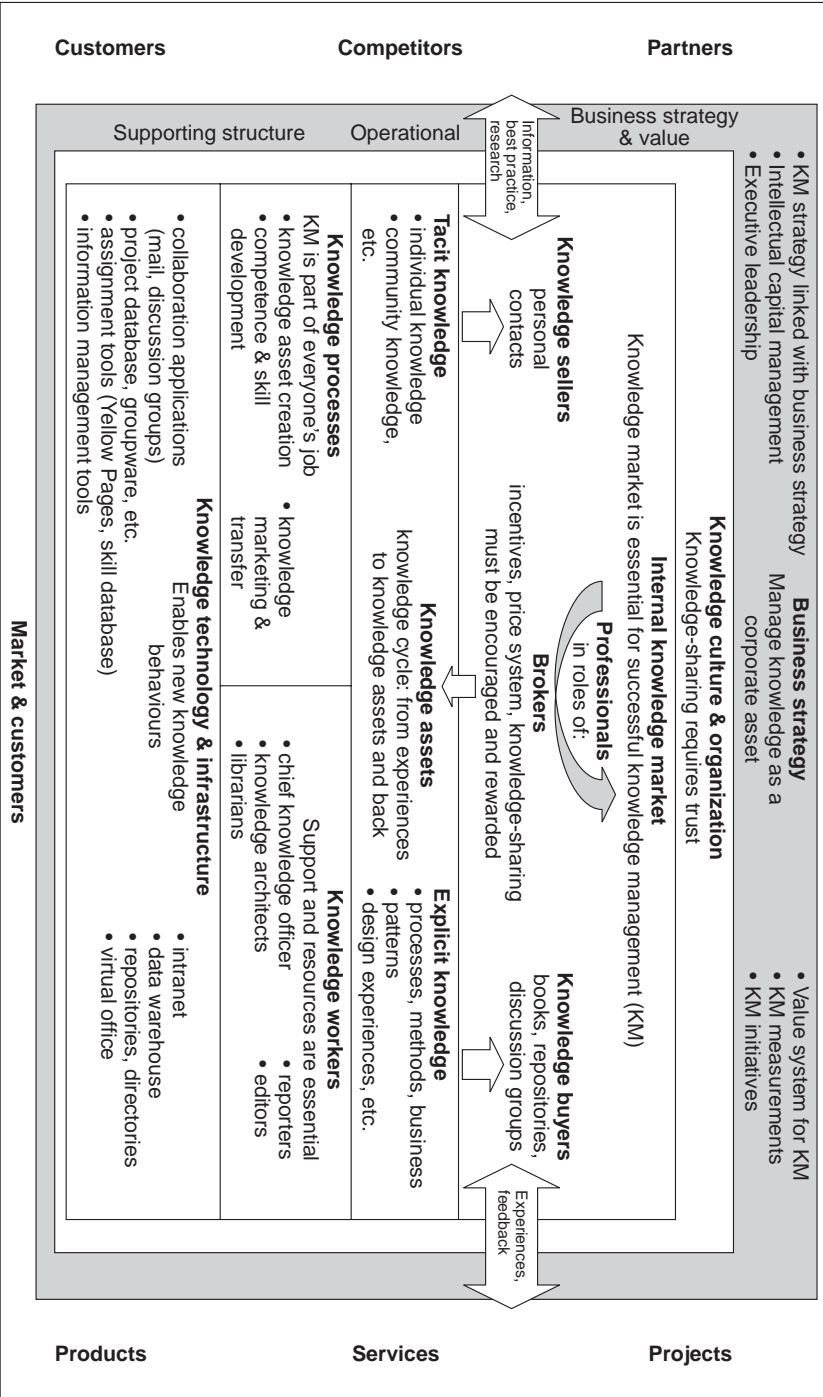 Customers
Competitors
Partners
Supporting structure
Operational
Business strategy
& value
Information,
best practice,
research
• KM strategy linked with business strategy
• Intellectual capital management
• Executive leadership
Business strategy
Manage knowledge as a
corporate asset
• Value system for KM
• KM measurements
• KM initiatives
Knowledge culture & organization
Knowledge-sharing requires trust
Internal knowledge market
Knowledge market is essential for successful knowledge management (KM)
Professionals
in roles of:
Knowledge sellers
personal
contacts
Brokers
incentives, price system, knowledge-sharing
must be encouraged and rewarded
Knowledge buyers
books, repositories,
discussion groups
Experiences,
feedback
Tacit knowledge
• individual knowledge
• community knowledge,
etc.
Knowledge assets
knowledge cycle: from experiences
to knowledge assets and back
Explicit knowledge
• processes, methods, business
• patterns
• design experiences, etc.
Knowledge processes
KM is part of everyone's job
• knowledge asset creation
• competence & skill
development
• knowledge
marketing &
transfer
Knowledge workers
Support and resources are essential
• chief knowledge officer
• knowledge architects
• librarians
• reporters
• editors
Knowledge technology & infrastructure
Enables new knowledge
behaviours
• collaboration applications
(mail, discussion groups)
• project database, groupware, etc.
• assignment tools (Yellow Pages, skill database)
• information management tools
• intranet
• data warehouse
• repositories, directories
• virtual office
Market & customers
Products
Services
Projects